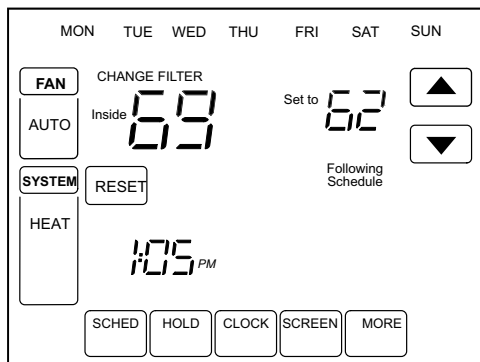 MON TUE WED THU FRI SAT SUN
FAN
AUTO
CHANGE FILTER
Inside 69
Set to 62
Following
Schedule
SYSTEM
HEAT
RESET
1:05 PM
SCHED HOLD CLOCK SCREEN MORE